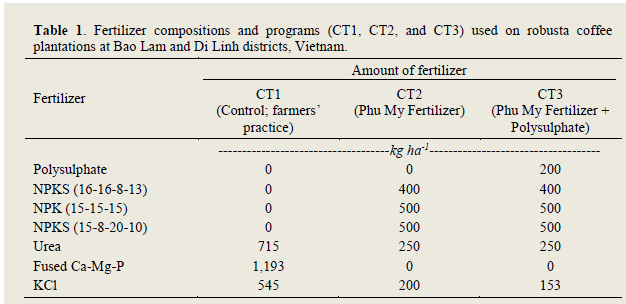 Table 1. Fertilizer compositions and programs (CT1, CT2, and CT3) used on robusta coffee
plantations at Bao Lam and Di Linh districts, Vietnam.
Amount of fertilizer
Fertilizer CT1 CT2 CT3
(Control; farmers’ (Phu My Fertilizer) (Phu My Fertilizer +
practice) Polysulphate)
-----------------------------------kg ha-1-----------------------------------
Polysulphate 0 0 200
NPKS (16-16-8-13) 0 400 400
NPK (15-15-15) 0 500 500
NPKS (15-8-20-10) 0 500 500
Urea 715 250 250
Fused Ca-Mg-P 1,193 0 0
KCl 545 200 153